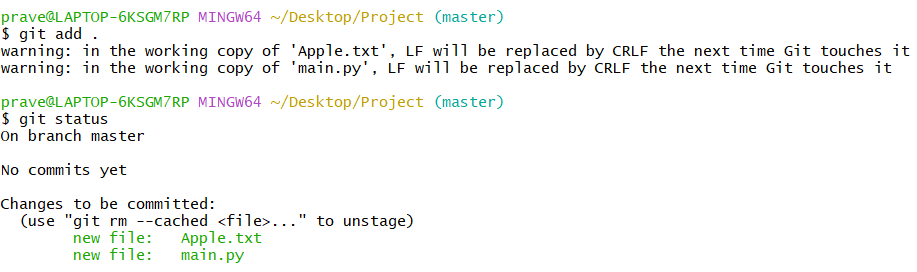 prave@LAPTOP-6KSGM7RP MINGW64 ~/Desktop/Project (master)
$ git add .
warning: in the working copy of 'Apple.txt', LF will be replaced by CRLF the next time Git touches it
warning: in the working copy of 'main.py', LF will be replaced by CRLF the next time Git touches it

prave@LAPTOP-6KSGM7RP MINGW64 ~/Desktop/Project (master)
$ git status
On branch master

No commits yet

Changes to be committed:
  (use "git rm --cached <file>..." to unstage)
        new file:   Apple.txt
        new file:   main.py